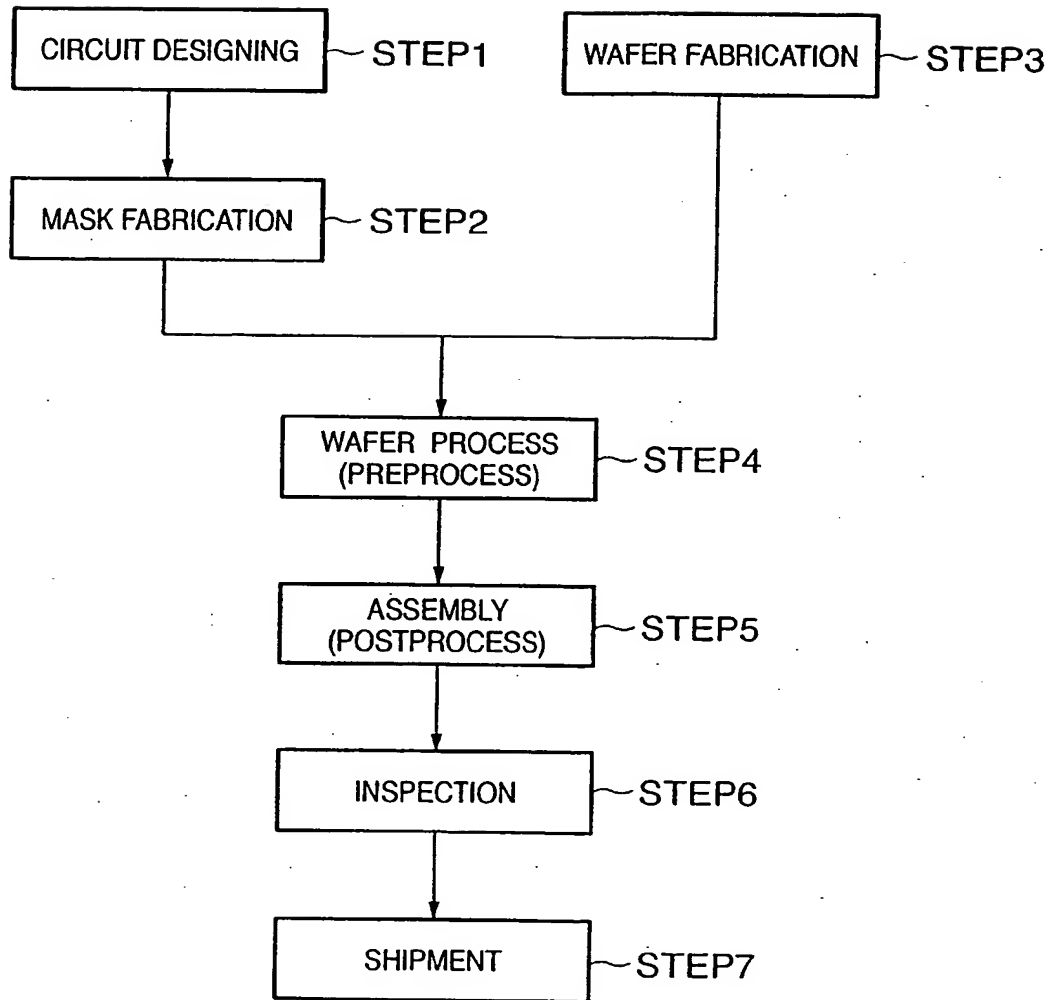 CIRCUIT DESIGNING
STEP1
WAFER FABRICATION
STEP3
MASK FABRICATION
STEP2
WAFER PROCESS
(PREPROCESS)
STEP4
ASSEMBLY
(POSTPROCESS)
STEP5
INSPECTION
STEP6
SHIPMENT
STEP7